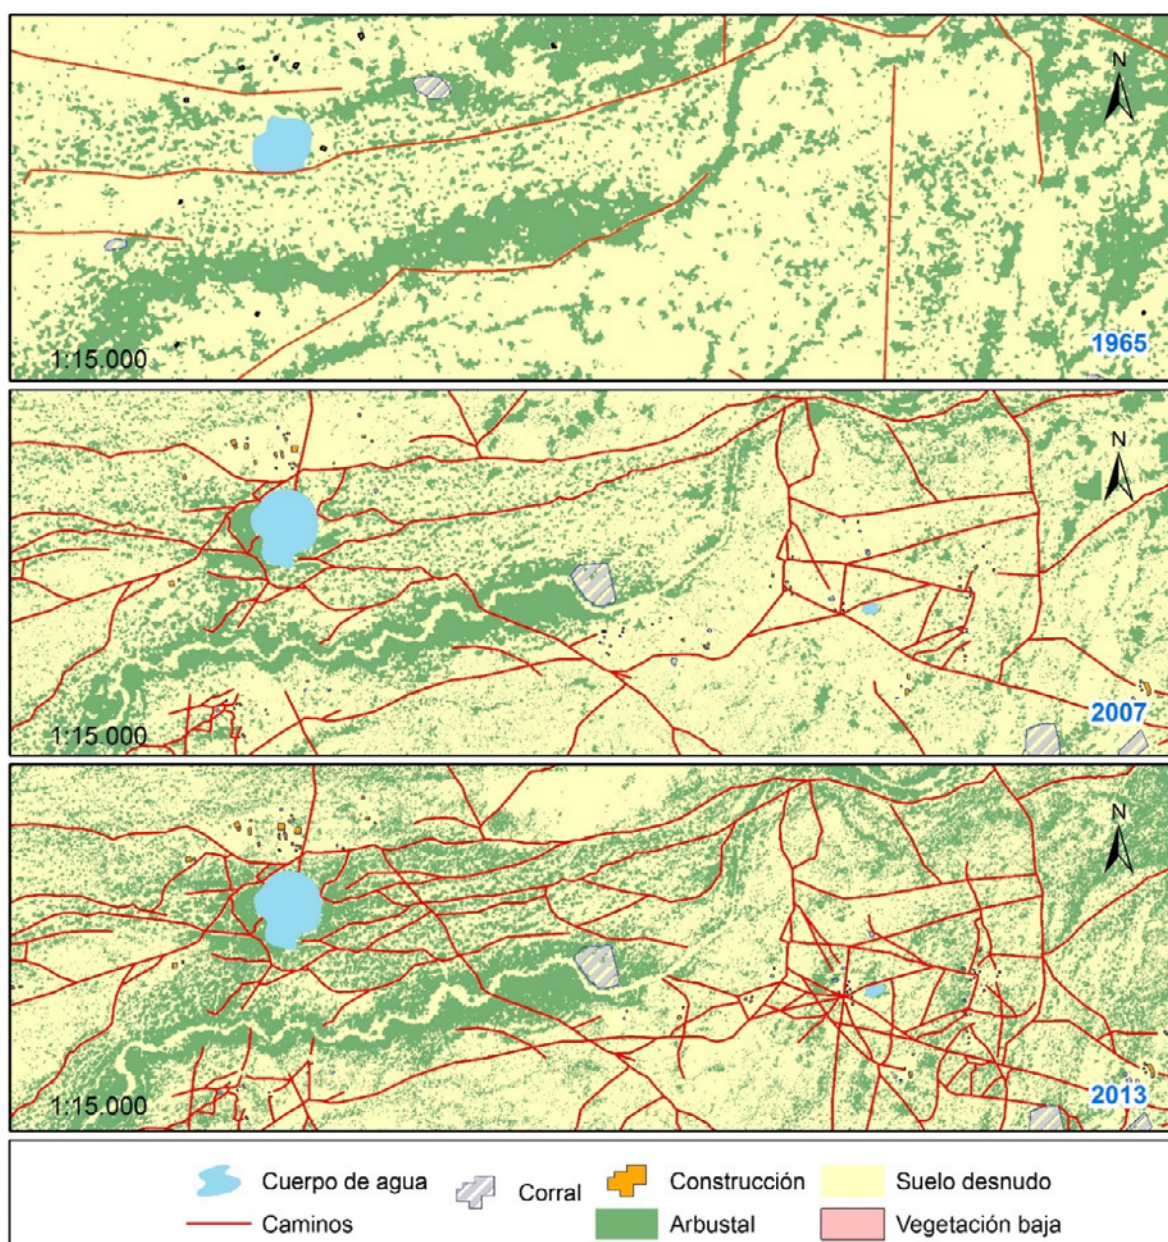 N
1965
1:15.000
N
2007
1:15 000
N
2013
1:15.000
Cuerpo de agua
Corral
Construcción
Suelo desnudo
Caminos
Arbustal
Vegetación baja